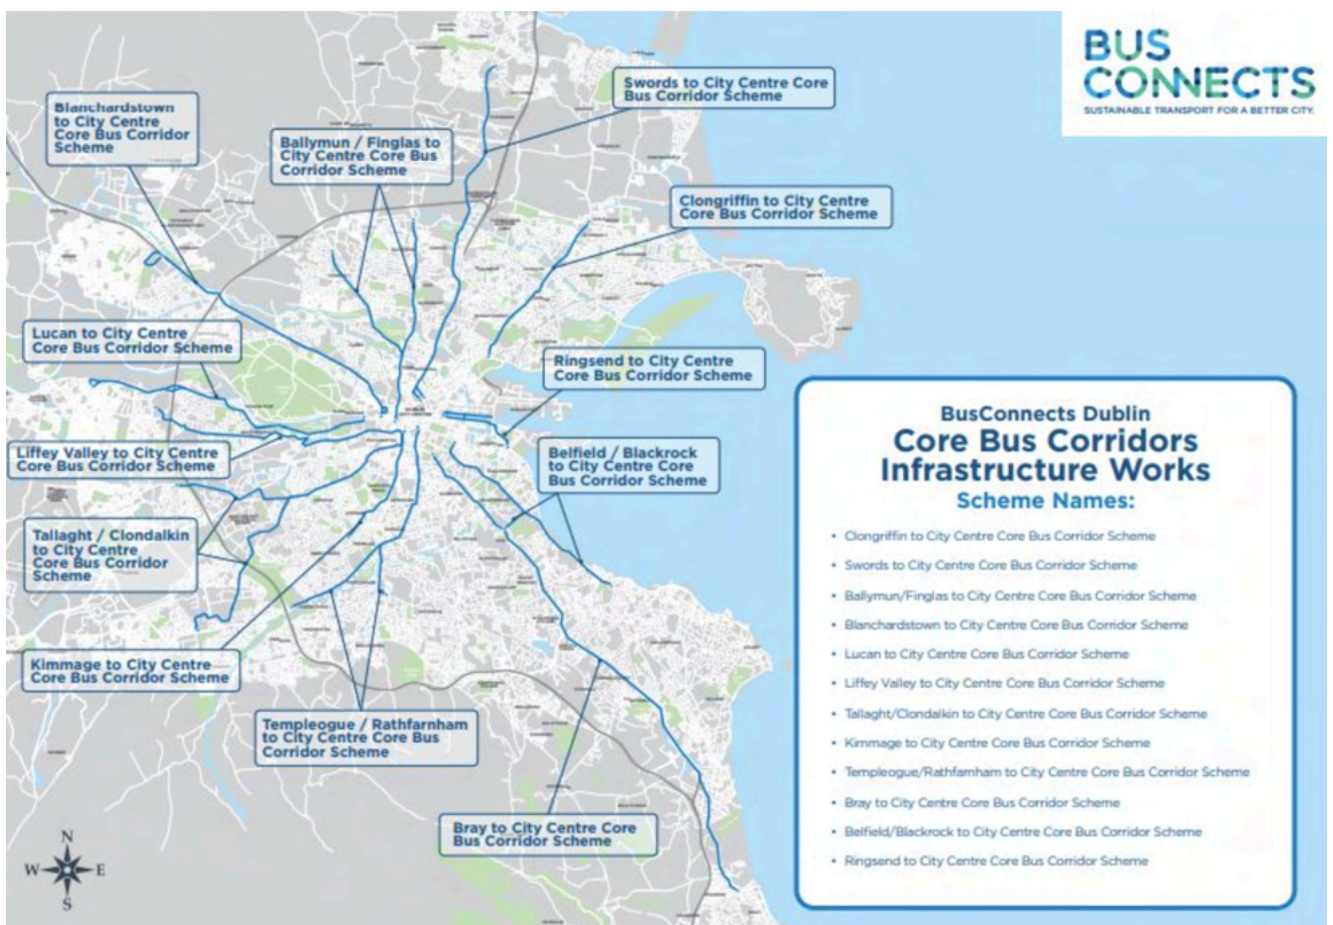 BUS
CONNECTS
SUSTAINABLE TRANSPORT FOR A BETTER CITY.
Swords to City Centre Core
Bus Corridor Scheme
Blanchardstown
to City Centre
Core Bus Corridor
Scheme
Ballymun / Finglas to
City Centre Core Bus
Corridor Scheme
Clongriffin to City Centre
Core Bus Corridor Scheme
Lucan to City Centre
Core Bus Corridor Scheme
Ringsend to City Centre
Core Bus Corridor Scheme
Liffey Valley to City Centre
Core Bus Corridor Scheme
Belfield / Blackrock
to City Centre Core
Bus Corridor Scheme
Tallaght / Clondalkin
to City Centre
Core Bus Corridor
Scheme
Kimmage to City Centre
Core Bus Corridor Scheme
Templeogue / Rathfarnham
to City Centre Core Bus
Corridor Scheme
Bray to City Centre Core
Bus Corridor Scheme
N
W E
S
BusConnects Dublin
Core Bus Corridors
Infrastructure Works
Scheme Names:
• Clongriffin to City Centre Core Bus Corridor Scheme
• Swords to City Centre Core Bus Corridor Scheme
• Ballymun/Finglas to City Centre Core Bus Corridor Scheme
• Blanchardstown to City Centre Core Bus Corridor Scheme
• Lucan to City Centre Core Bus Corridor Scheme
• Liffey Valley to City Centre Core Bus Corridor Scheme
• Tallaght/Clondalkin to City Centre Core Bus Corridor Scheme
• Kimmage to City Centre Core Bus Corridor Scheme
• Templeogue/Rathfarnham to City Centre Core Bus Corridor Scheme
• Bray to City Centre Core Bus Corridor Scheme
• Belfield/Blackrock to City Centre Core Bus Corridor Scheme
• Ringsend to City Centre Core Bus Corridor Scheme